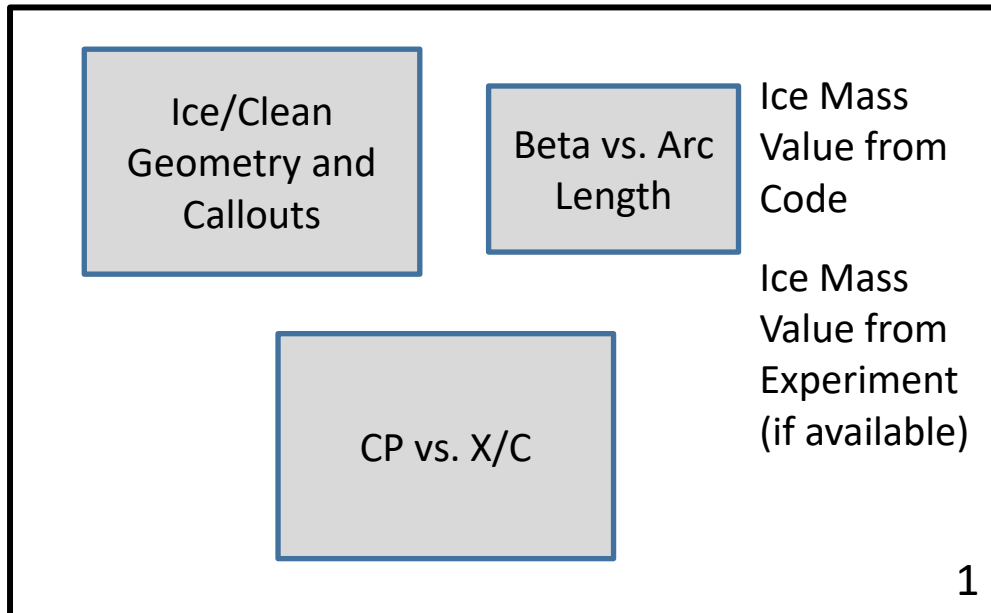 Ice/Clean
Geometry and
Callouts
Beta vs. Arc
Length
Ice Mass
Value from
Code
Ice Mass
Value from
Experiment
(if available)
CP vs. X/C
1